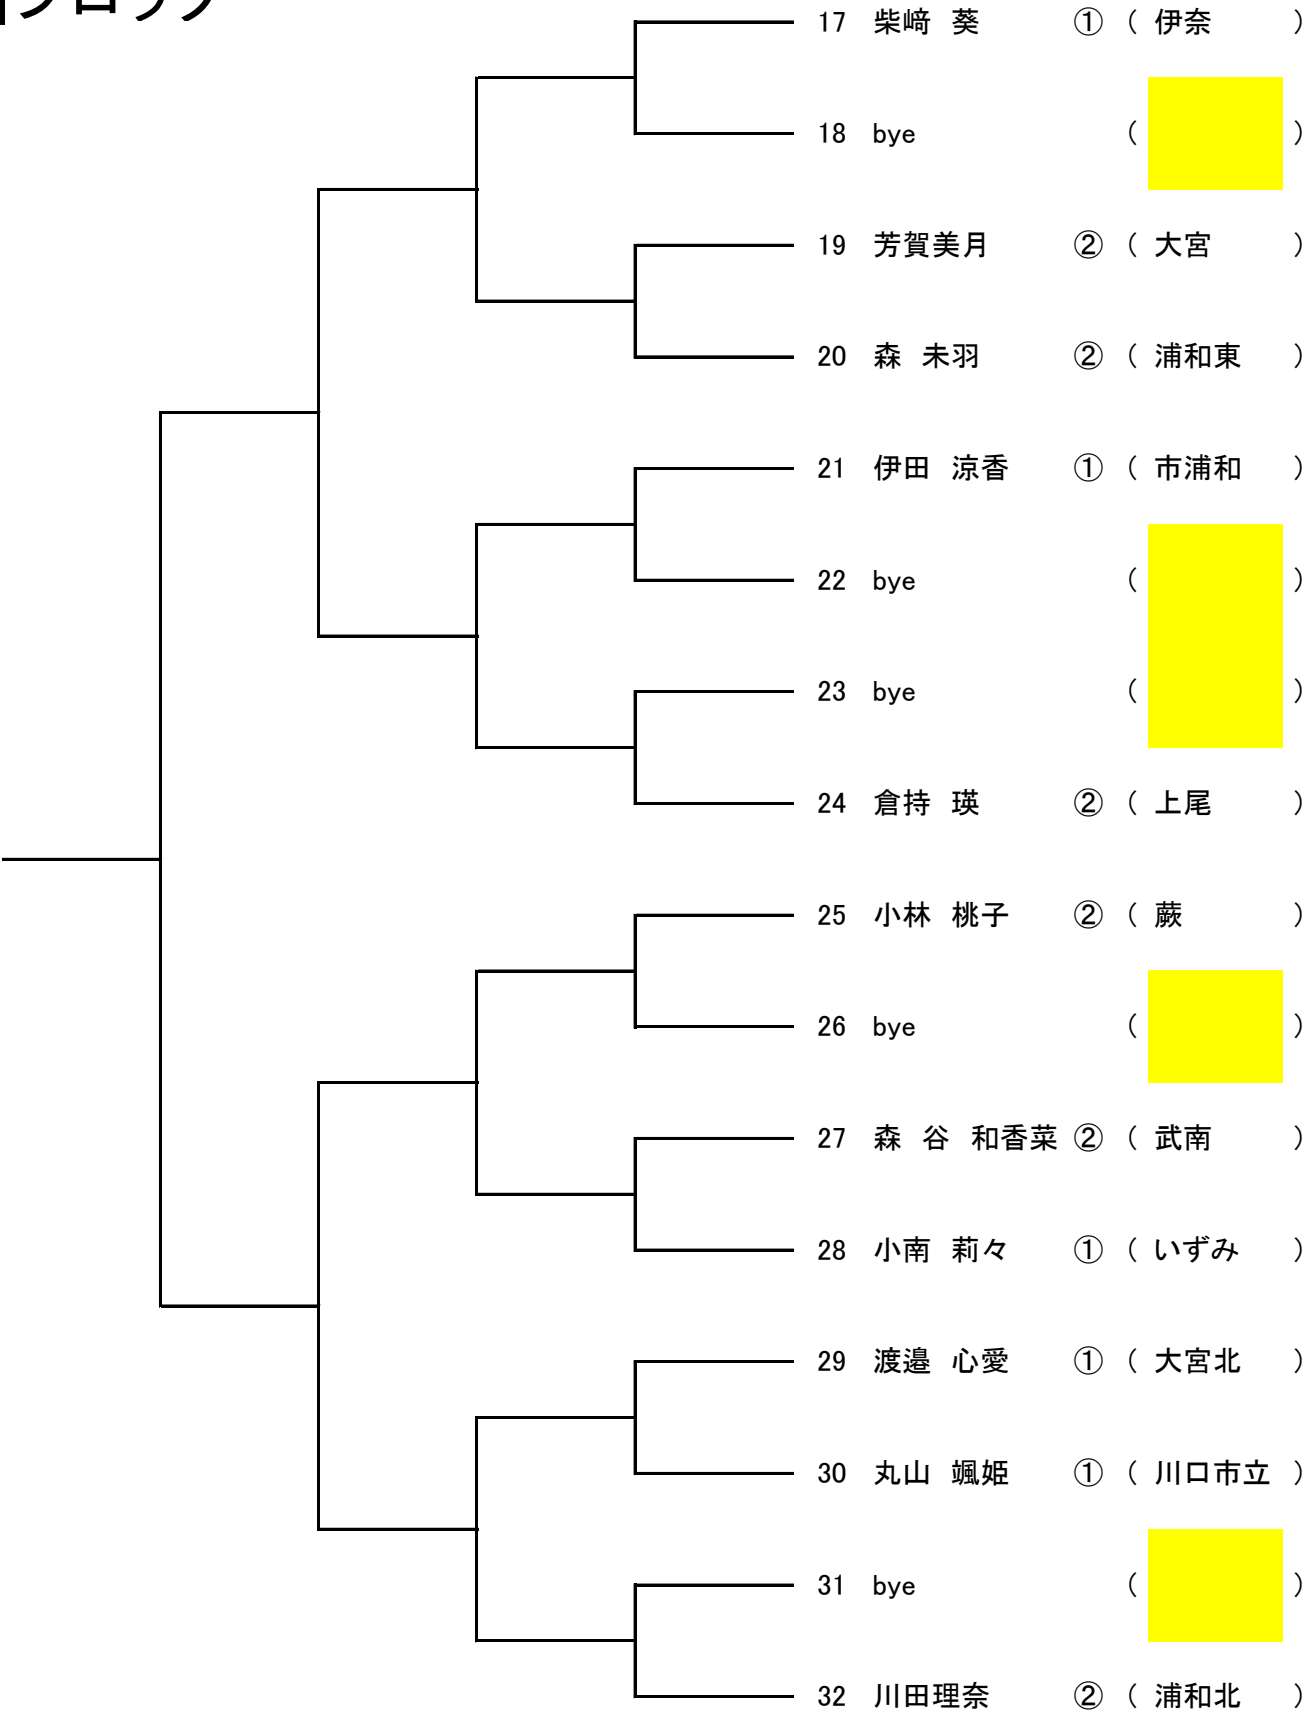 ブロック
17 柴﨑 葵 ① ( 伊奈 )
18 bye ( )
19 芳賀美月 ② ( 大宮 )
20 森 未羽 ② ( 浦和東 )
21 伊田 涼香 ① ( 市浦和 )
22 bye ( )
23 bye ( )
24 倉持 瑛 ② ( 上尾 )
25 小林 桃子 ② ( 蕨 )
26 bye ( )
27 森 谷 和香菜 ② ( 武南 )
28 小南 莉々 ① ( いずみ )
29 渡邉 心愛 ① ( 大宮北 )
30 丸山 颯姫 ① ( 川口市立 )
31 bye ( )
32 川田理奈 ② ( 浦和北 )